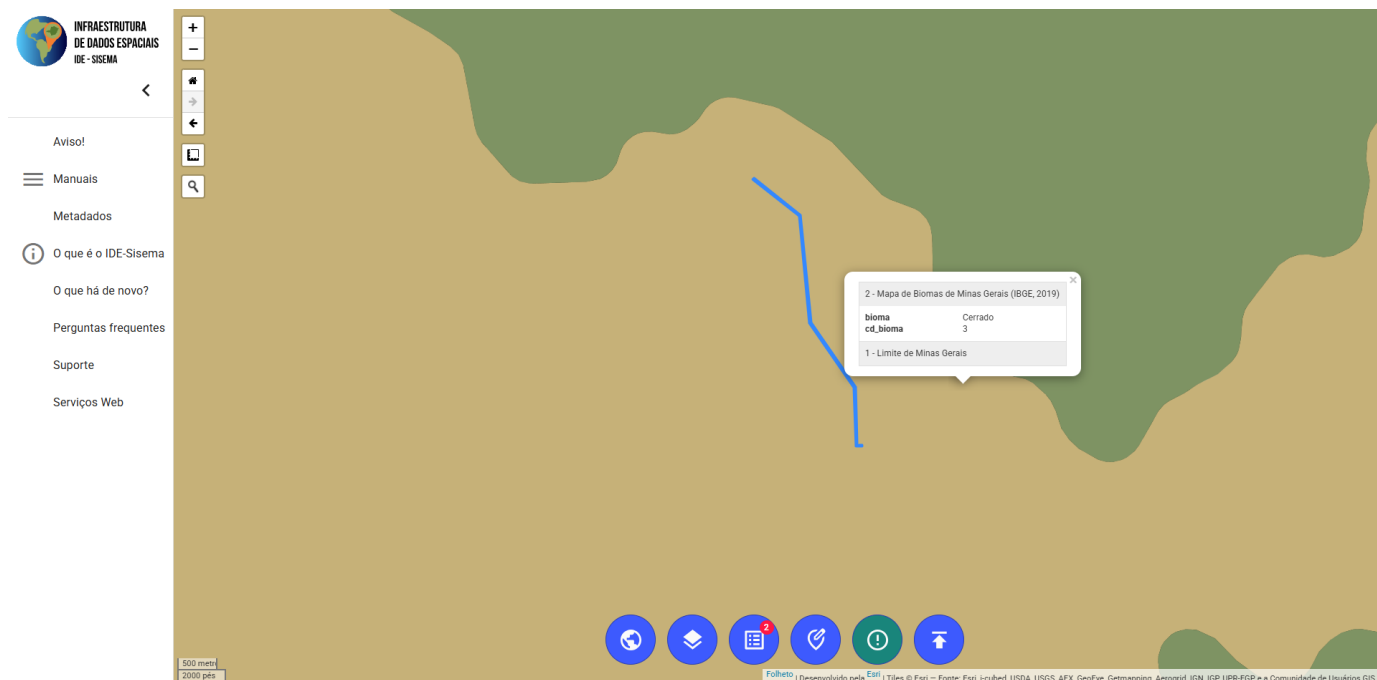 INFRAESTRUTURA
DE DADOS ESPACIAIS
IDE - SISEMA
Aviso!
Manuais
Metadados
O que é o IDE-Sisema
O que há de novo?
Perguntas frequentes
Suporte
Serviços Web
+
−
2 - Mapa de Biomas de Minas Gerais (IBGE, 2019)
bioma Cerrado
cd_bioma 3
1 - Limite de Minas Gerais
2
500 metr
2000 pés
Folheto | Desenvolvido pela Esri | Tiles © Esri — Fonte: Esri, i-cubed, USDA, USGS, AEX, GeoEye, Getmapping, Aerogrid, IGN, IGP, UPR-EGP e a Comunidade de Usuários GIS